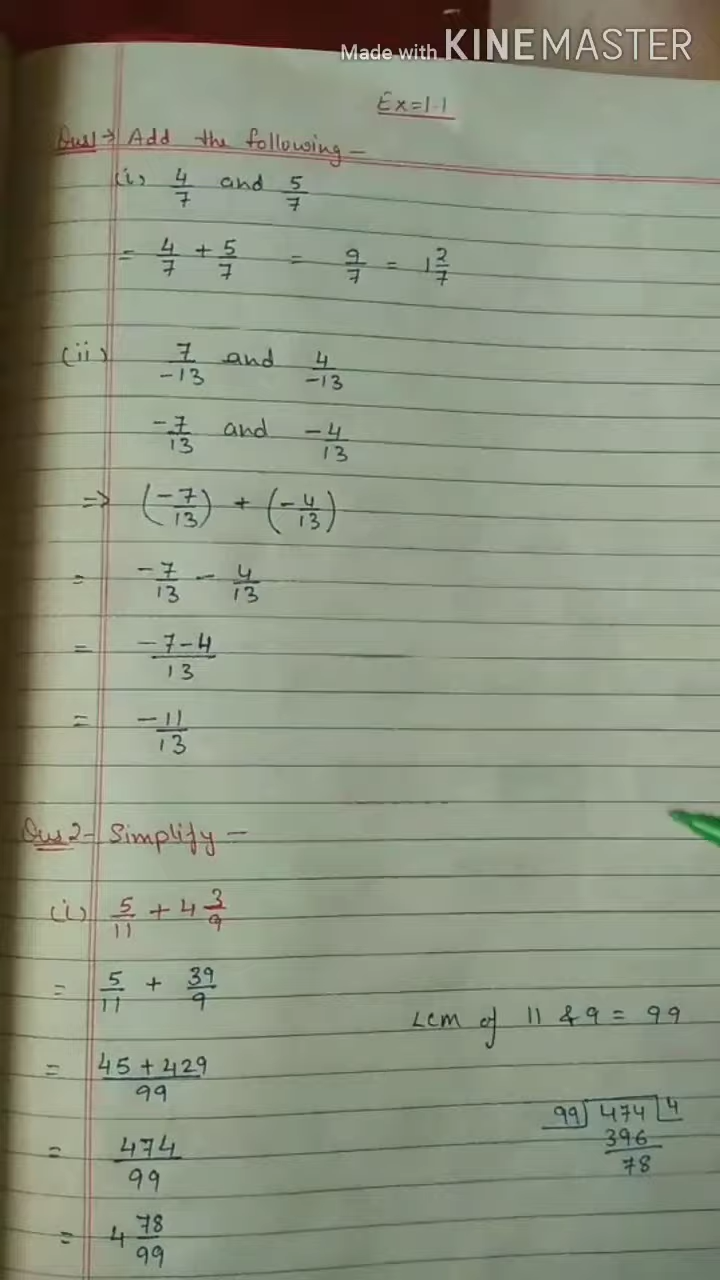 Made with KINEMASTER
Ex=1.1
Qus1→ Add the following -
(i) 4/7 and 5/7
= 4/7 + 5/7 = 9/7 = 1 2/7
(ii) 7/-13 and 4/-13
-7/13 and -4/13
=> (-7/13) + (-4/13)
= -7/13 - 4/13
= -7-4/13
= -11/13
Qus 2- Simplify -
(i) 5/11 + 4 3/9
= 5/11 + 39/9
Lcm of 11 & 9 = 99
= 45+429/99
= 474/99
99) 474 (4
396
78
= 4 78/99